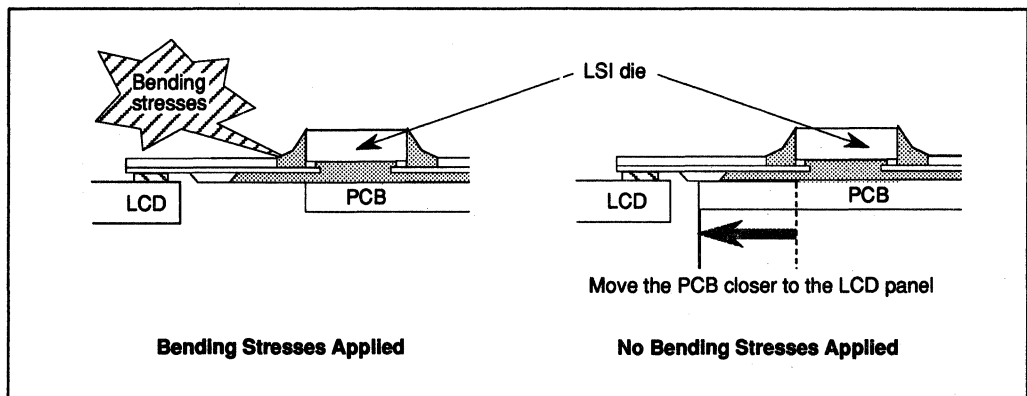 Bending
stresses
LSI die
LCD
PCB
LCD
PCB
Move the PCB closer to the LCD panel
Bending Stresses Applied
No Bending Stresses Applied